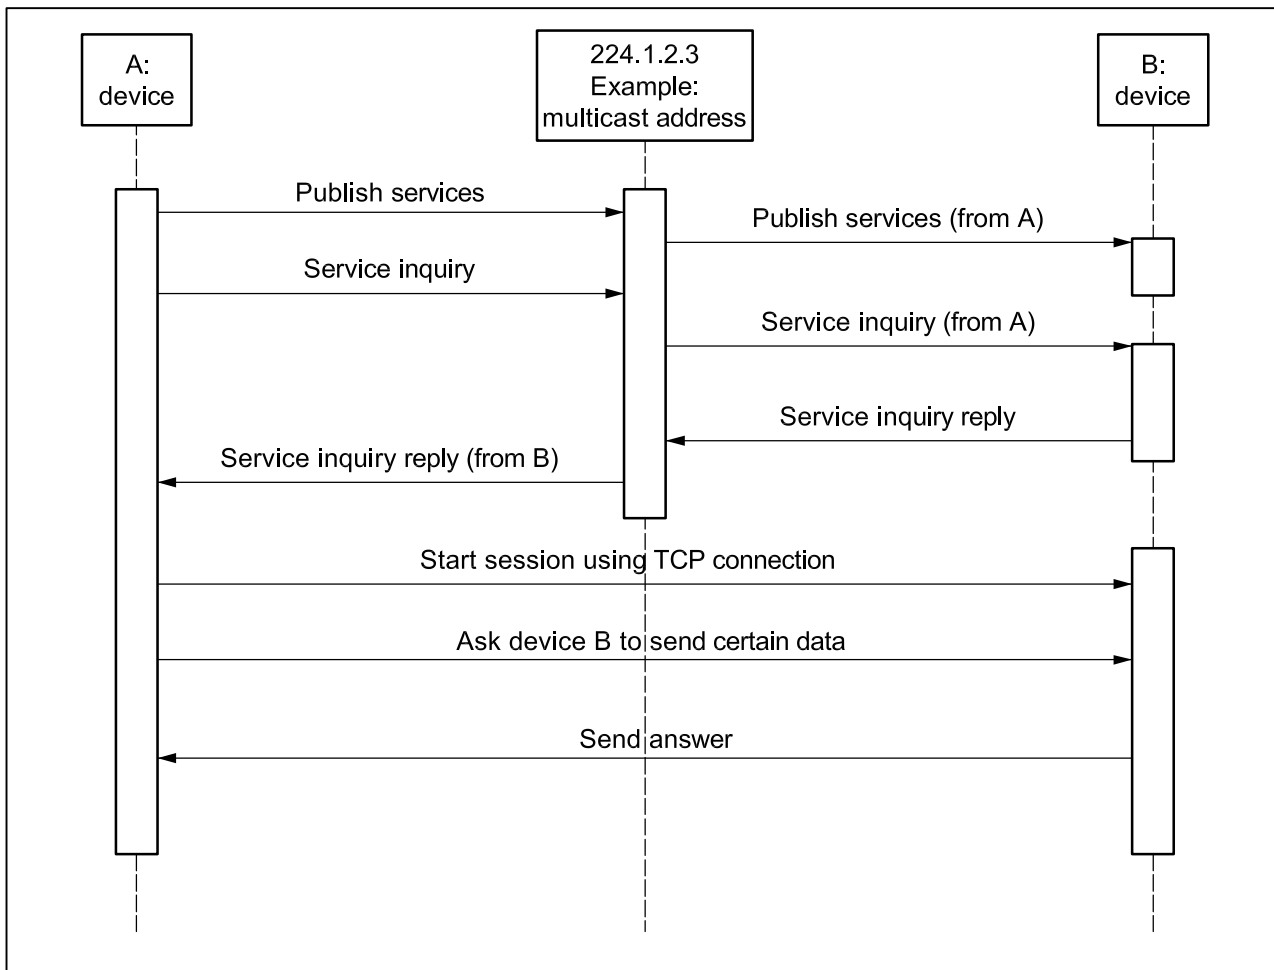 A:
device
224.1.2.3
Example:
multicast address
B:
device
Publish services
Publish services (from A)
Service inquiry
Service inquiry (from A)
Service inquiry reply
Service inquiry reply (from B)
Start session using TCP connection
Ask device B to send certain data
Send answer